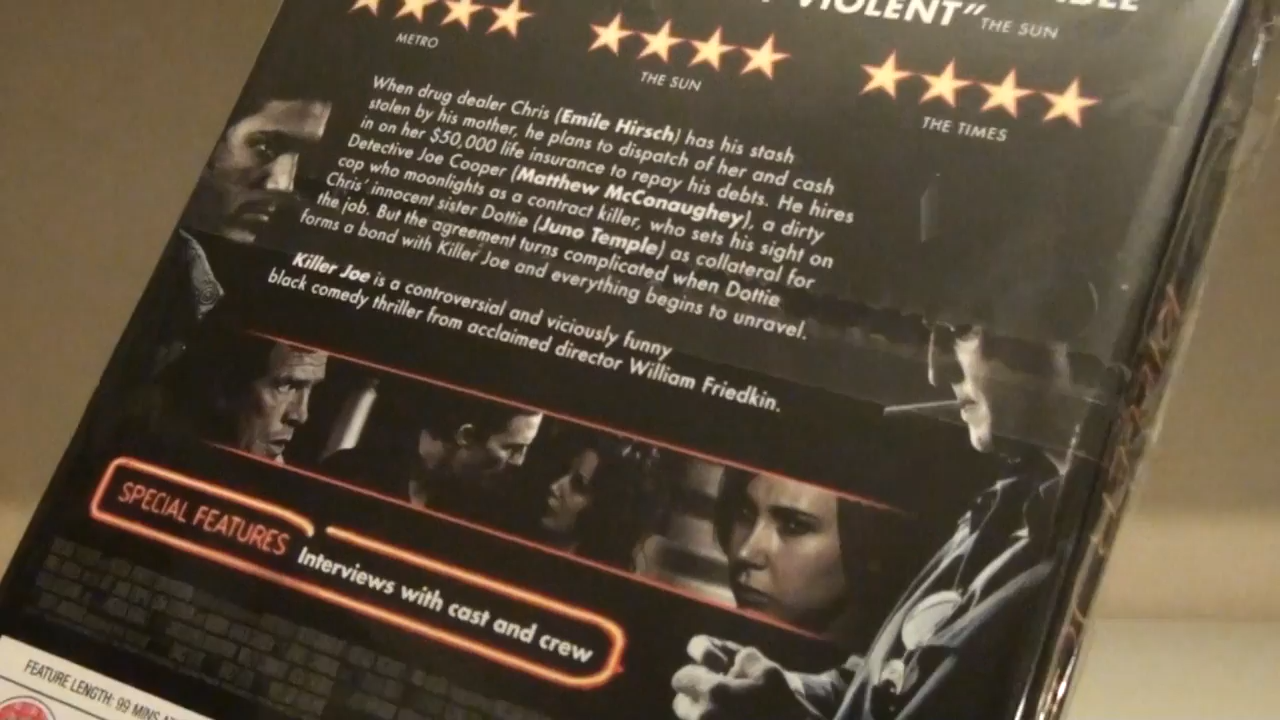 VIOLENT" THE SUN
METRO
THE SUN
THE TIMES
When drug dealer Chris (Emile Hirsch) has his stash
stolen by his mother, he plans to dispatch of her and cash
in on her $50,000 life insurance to repay his debts. He hires
Detective Joe Cooper (Matthew McConaughey), a dirty
cop who moonlights as a contract killer, who sets his sight on
Chris' innocent sister Dottie (Juno Temple) as collateral for
the job. But the agreement turns complicated when Dottie
forms a bond with Killer Joe and everything begins to unravel.
Killer Joe is a controversial and viciously funny
black comedy thriller from acclaimed director William Friedkin.
SPECIAL FEATURES
Interviews with cast and crew
FEATURE LENGTH: 99 MINS